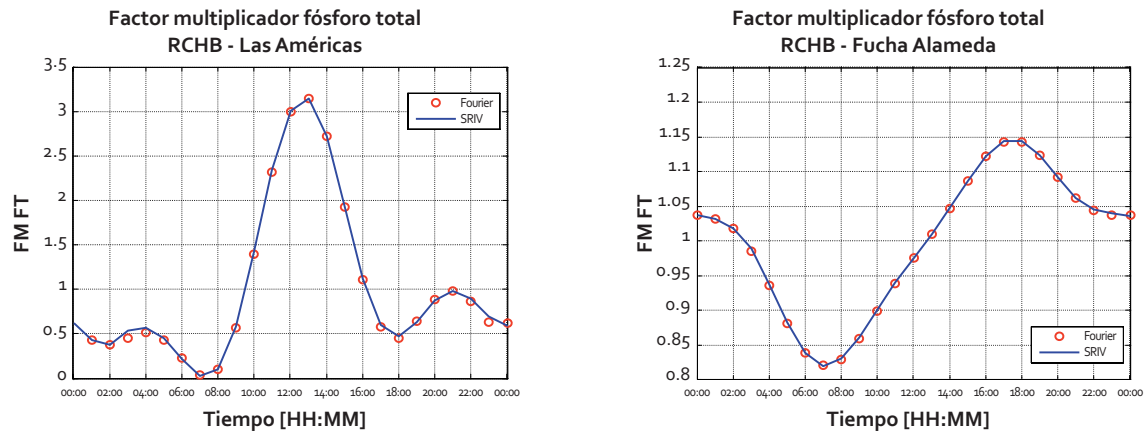 Factor multiplicador fósforo total
RCHB - Las Américas
3.5
3
2.5
2
1.5
1
0.5
0
FM FT
Fourier
SRIV
00:00 02:00 04:00 06:00 08:00 10:00 12:00 14:00 16:00 18:00 20:00 22:00 00:00
Tiempo [HH:MM]
Factor multiplicador fósforo total
RCHB - Fucha Alameda
1.25
1.2
1.15
1.1
1.05
1
0.95
0.9
0.85
0.8
FM FT
Fourier
SRIV
00:00 02:00 04:00 06:00 08:00 10:00 12:00 14:00 16:00 18:00 20:00 22:00 00:00
Tiempo [HH:MM]